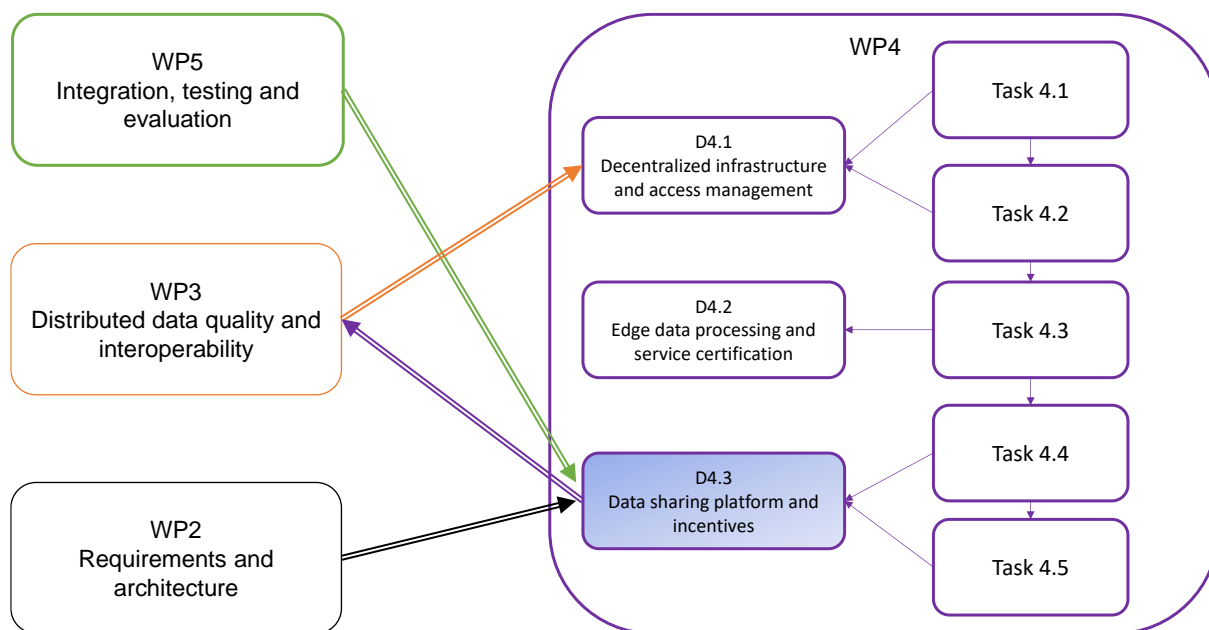 WP5
Integration, testing and
evaluation
WP3
Distributed data quality and
interoperability
WP2
Requirements and
architecture
WP4
D4.1
Decentralized infrastructure
and access management
D4.2
Edge data processing and
service certification
D4.3
Data sharing platform and
incentives
Task 4.1
Task 4.2
Task 4.3
Task 4.4
Task 4.5